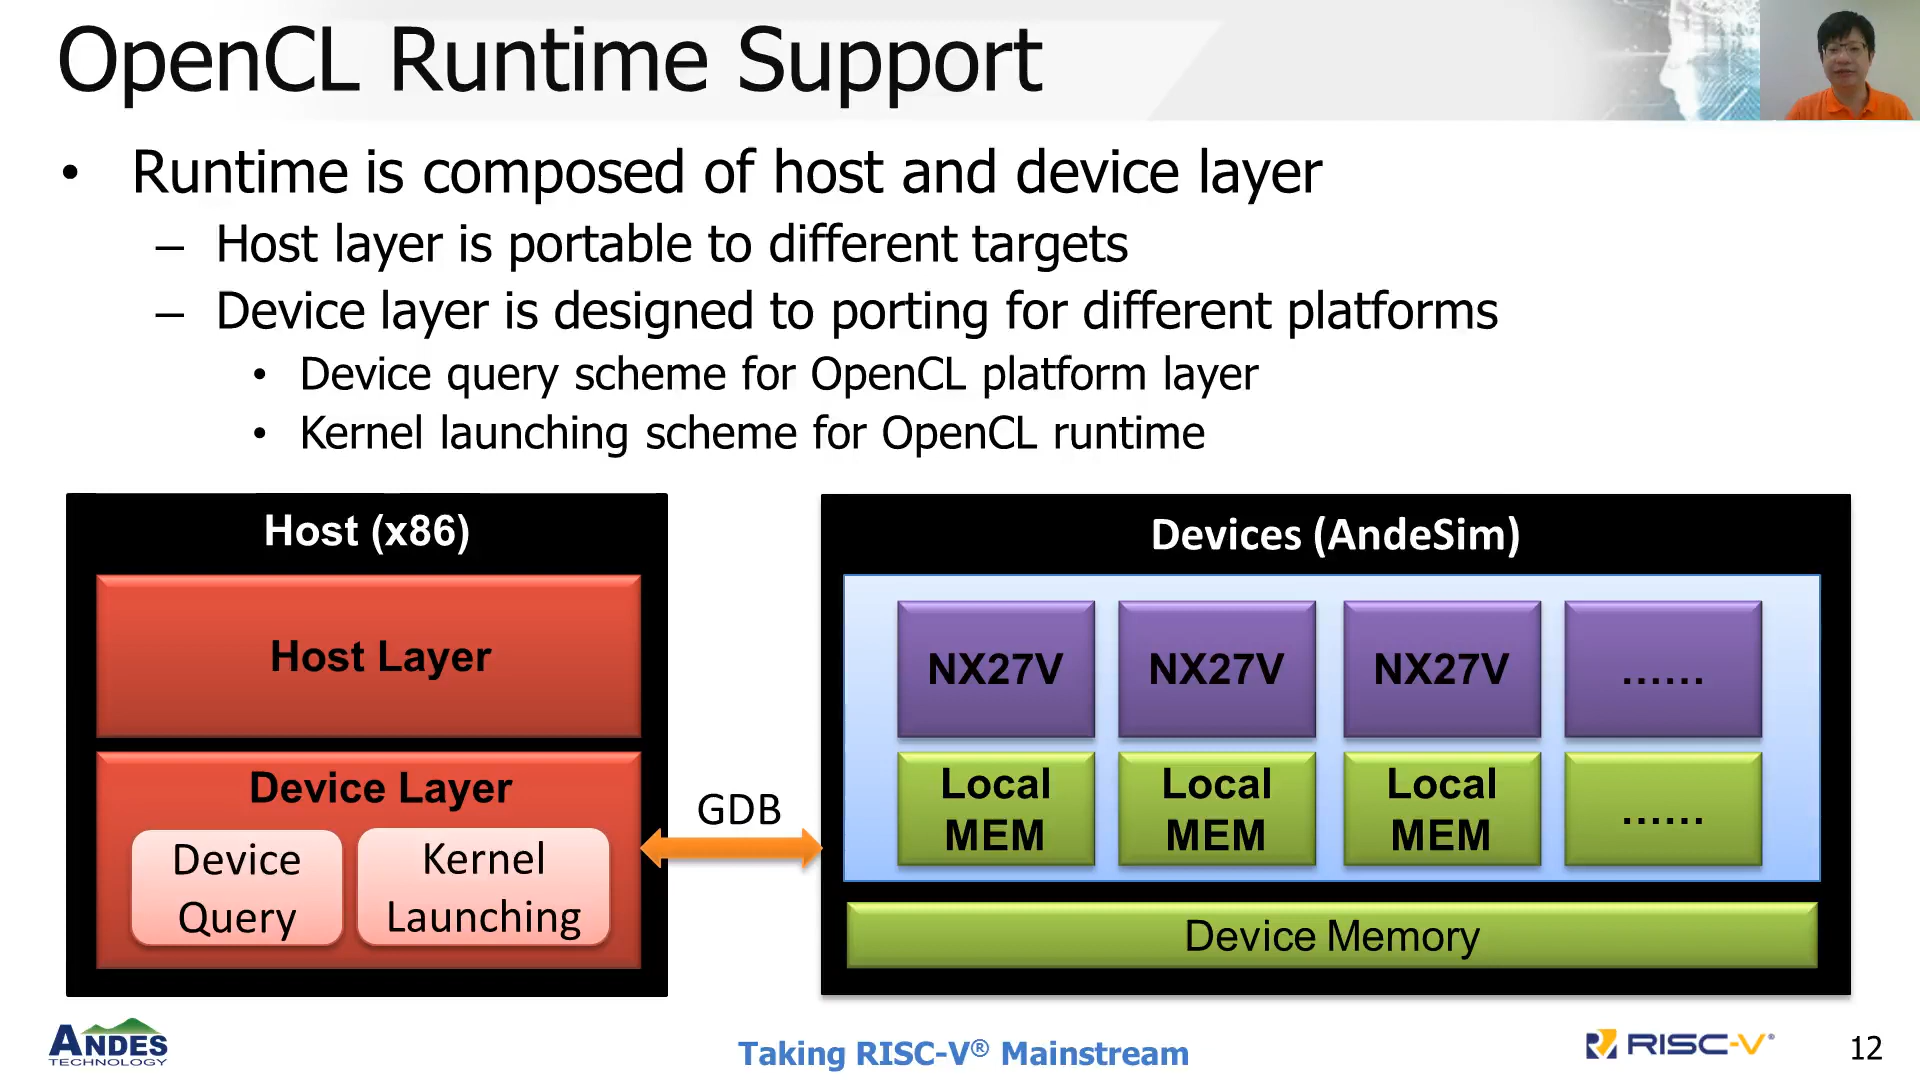 OpenCL Runtime Support
• Runtime is composed of host and device layer
– Host layer is portable to different targets
– Device layer is designed to porting for different platforms
• Device query scheme for OpenCL platform layer
• Kernel launching scheme for OpenCL runtime
Host (x86)
Host Layer
Device Layer
Device
Query
Kernel
Launching
GDB
Devices (AndeSim)
NX27V NX27V NX27V ......
Local
MEM
Local
MEM
Local
MEM
......
Device Memory
ANDES
TECHNOLOGY
Taking RISC-V® Mainstream
RISC-V®
12